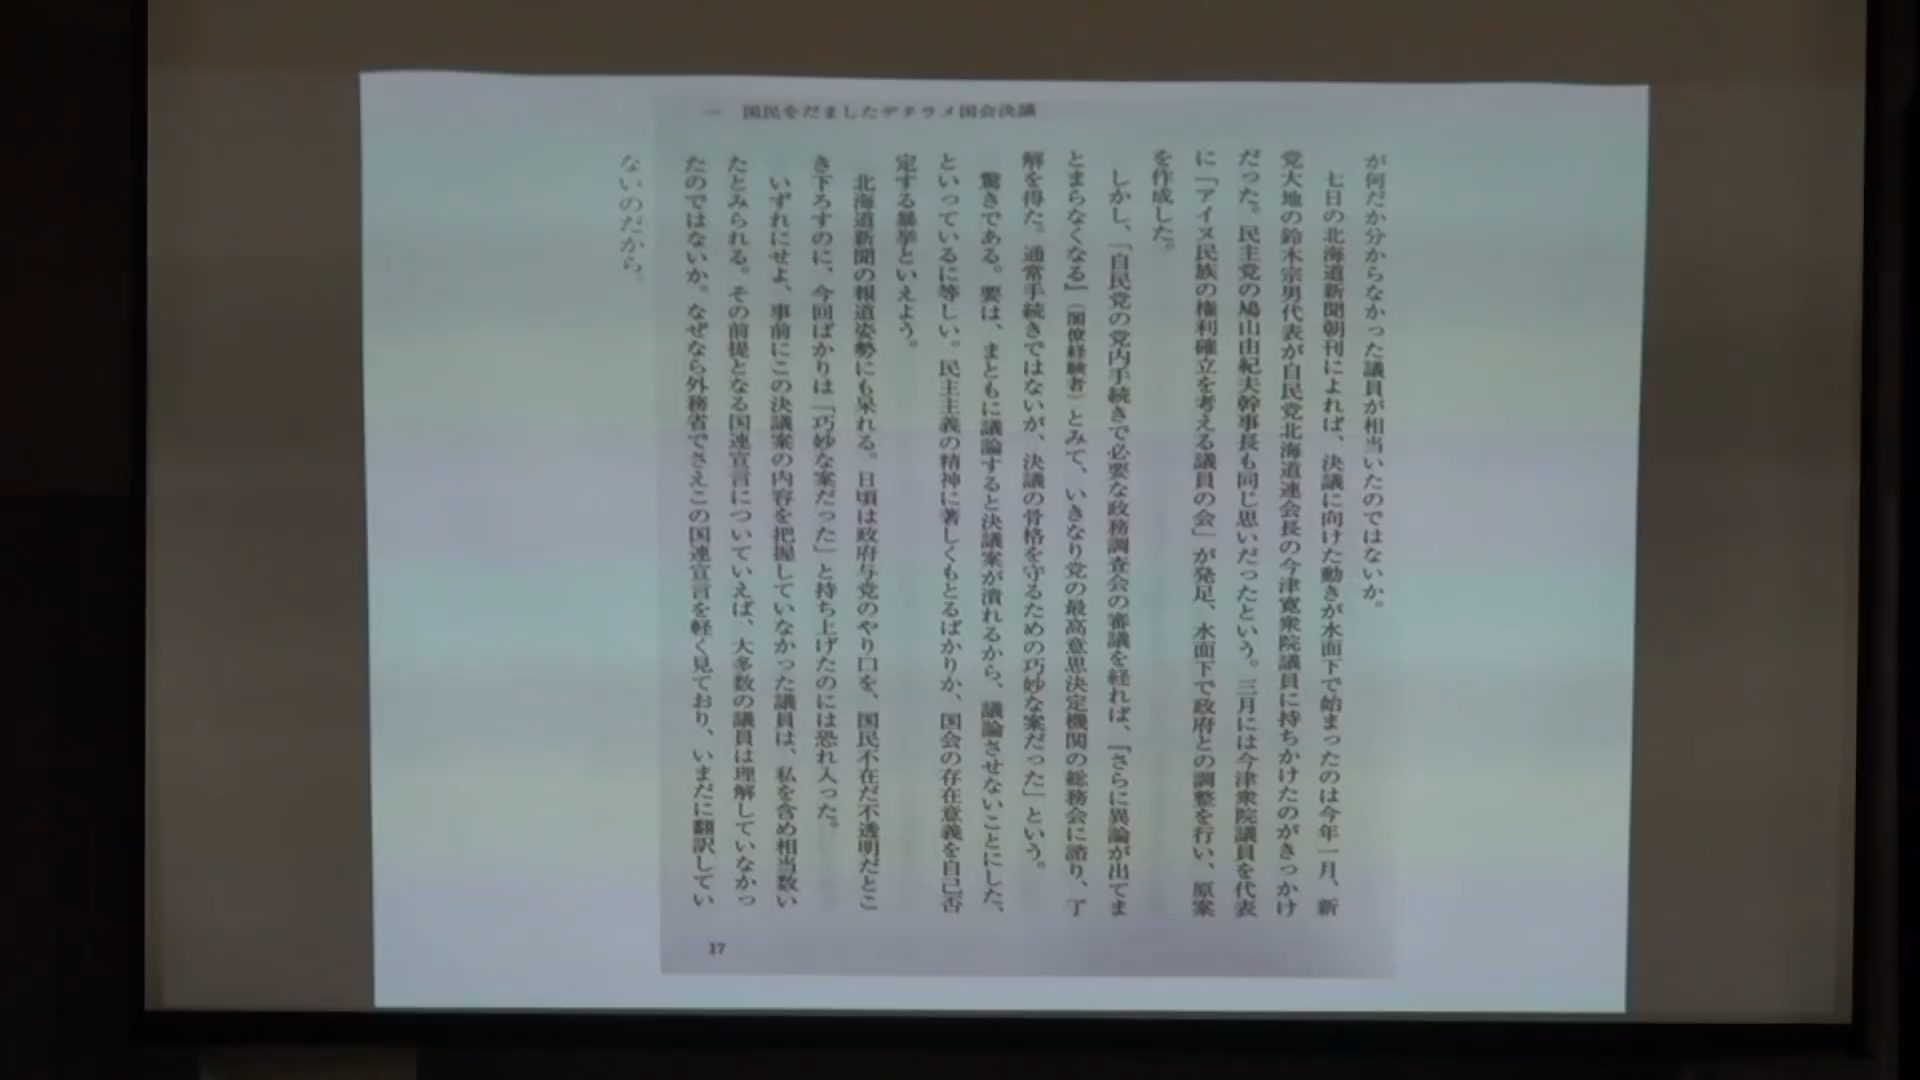 一　国民をだましたデタラメ国会決議
が何だか分からなかった議員が相当いたのではないか。
七日の北海道新聞朝刊によれば、決議に向けた動きが水面下で始まったのは今年一月、新
党大地の鈴木宗男代表が自民党北海道連会長の今津寛衆院議員に持ちかけたのがきっかけ
だった。民主党の鳩山由紀夫幹事長も同じ思いだったという。三月には今津衆院議員を代表
に「アイヌ民族の権利確立を考える議員の会」が発足、水面下で政府との調整を行い、原案
を作成した。
しかし、「自民党の党内手続きで必要な政務調査会の審議を経れば、『さらに異論が出てま
とまらなくなる』（閣僚経験者）とみて、いきなり党の最高意思決定機関の総務会に諮り、了
解を得た。通常手続きではないが、決議の骨格を守るための巧妙な案だった」という。
驚きである。要は、まともに議論すると決議案が潰れるから、議論させないことにした、
といっているに等しい。民主主義の精神に著しくもとるばかりか、国会の存在意義を自己否
定する暴挙といえよう。
北海道新聞の報道姿勢にも呆れる。日頃は政府与党のやり口を、国民不在だ不透明だとこ
き下ろすのに、今回ばかりは「巧妙な案だった」と持ち上げたのには恐れ入った。
いずれにせよ、事前にこの決議案の内容を把握していなかった議員は、私を含め相当数い
たとみられる。その前提となる国連宣言についていえば、大多数の議員は理解していなかっ
たのではないか。なぜなら外務省でさえこの国連宣言を軽く見ており、いまだに翻訳してい
ないのだから。
17